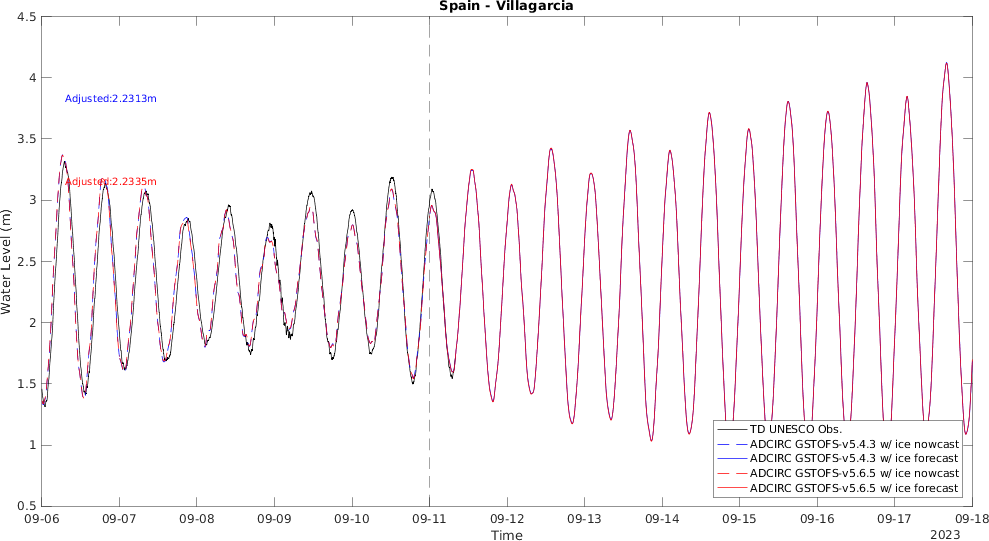 Spain - Villagarcia
4.5
4
3.5
3
2.5
2
1.5
1
0.5
Water Level (m)
Adjusted:2.2313m
Adjusted:2.2335m
TD UNESCO Obs.
ADCIRC GSTOFS-v5.4.3 w/ ice nowcast
ADCIRC GSTOFS-v5.4.3 w/ ice forecast
ADCIRC GSTOFS-v5.6.5 w/ ice nowcast
ADCIRC GSTOFS-v5.6.5 w/ ice forecast
09-06 09-07 09-08 09-09 09-10 09-11 09-12 09-13 09-14 09-15 09-16 09-17 09-18
Time
2023